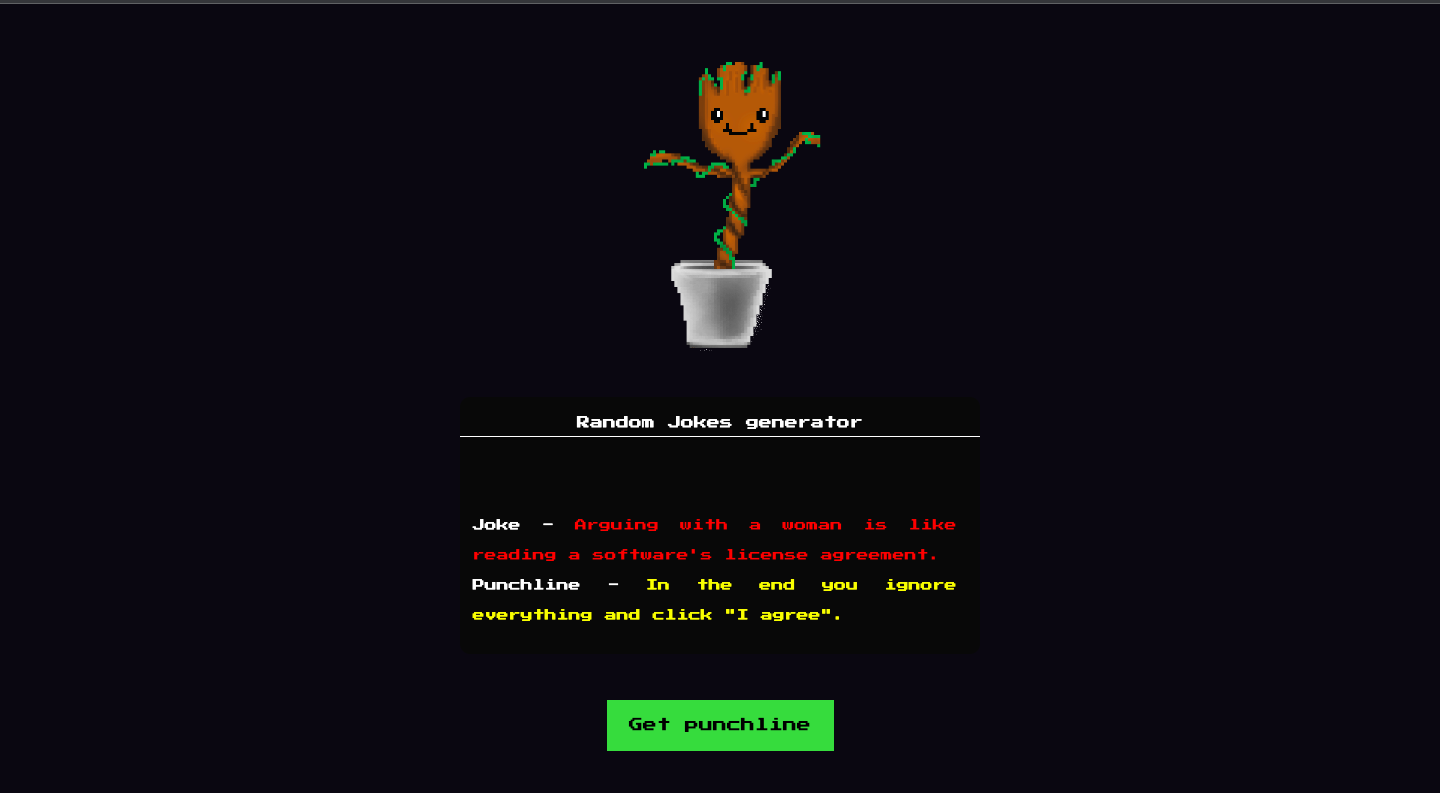 Random Jokes generator
Joke - Arguing with a woman is like
reading a software's license agreement.
Punchline - In the end you ignore
everything and click "I agree".
Get punchline